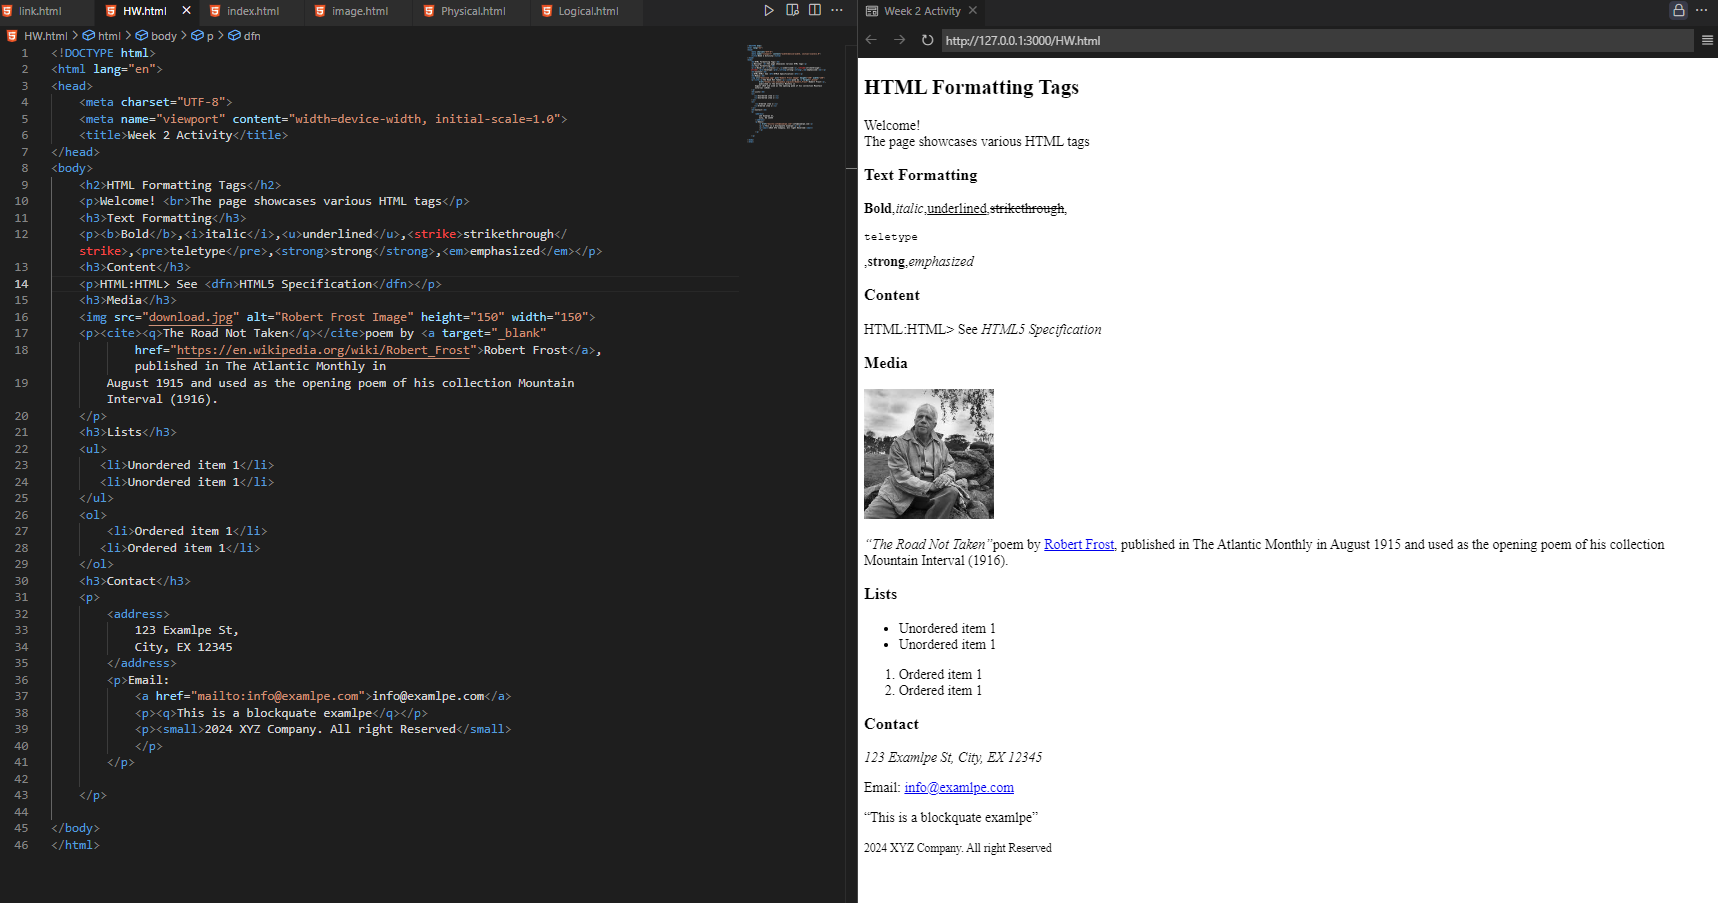 link.html
HW.html
index.html
image.html
Physical.html
Logical.html
HW.html > html > body > p > dfn
1 <!DOCTYPE html>
2 <html lang="en">
3 <head>
4 <meta charset="UTF-8">
5 <meta name="viewport" content="width=device-width, initial-scale=1.0">
6 <title>Week 2 Activity</title>
7 </head>
8 <body>
9 <h2>HTML Formatting Tags</h2>
10 <p>Welcome! <br>The page showcases various HTML tags</p>
11 <h3>Text Formatting</h3>
12 <p><b>Bold</b>,<i>italic</i>,<u>underlined</u>,<strike>strikethrough</
strike>,<pre>teletype</pre>,<strong>strong</strong>,<em>emphasized</em></p>
13 <h3>Content</h3>
14 <p>HTML:HTML> See <dfn>HTML5 Specification</dfn></p>
15 <h3>Media</h3>
16 <img src="download.jpg" alt="Robert Frost Image" height="150" width="150">
17 <p><cite><q>The Road Not Taken</q></cite>poem by <a target="_blank"
18 href="https://en.wikipedia.org/wiki/Robert_Frost">Robert Frost</a>,
published in The Atlantic Monthly in
19 August 1915 and used as the opening poem of his collection Mountain
Interval (1916).
20 </p>
21 <h3>Lists</h3>
22 <ul>
23 <li>Unordered item 1</li>
24 <li>Unordered item 1</li>
25 </ul>
26 <ol>
27 <li>Ordered item 1</li>
28 <li>Ordered item 1</li>
29 </ol>
30 <h3>Contact</h3>
31 <p>
32 <address>
33 123 Examlpe St,
34 City, EX 12345
35 </address>
36 <p>Email:
37 <a href="mailto:info@examlpe.com">info@examlpe.com</a>
38 <p><q>This is a blockquate examlpe</q></p>
39 <p><small>2024 XYZ Company. All right Reserved</small>
40 </p>
41 </p>
42
43 </p>
44
45 </body>
46 </html>
Week 2 Activity
http://127.0.0.1:3000/HW.html
HTML Formatting Tags
Welcome!
The page showcases various HTML tags
Text Formatting
Bold,italic,underlined,strikethrough,
teletype
,strong,emphasized
Content
HTML:HTML> See HTML5 Specification
Media
“The Road Not Taken”poem by Robert Frost, published in The Atlantic Monthly in August 1915 and used as the opening poem of his collection
Mountain Interval (1916).
Lists
• Unordered item 1
• Unordered item 1
1. Ordered item 1
2. Ordered item 1
Contact
123 Examlpe St, City, EX 12345
Email: info@examlpe.com
“This is a blockquate examlpe”
2024 XYZ Company. All right Reserved